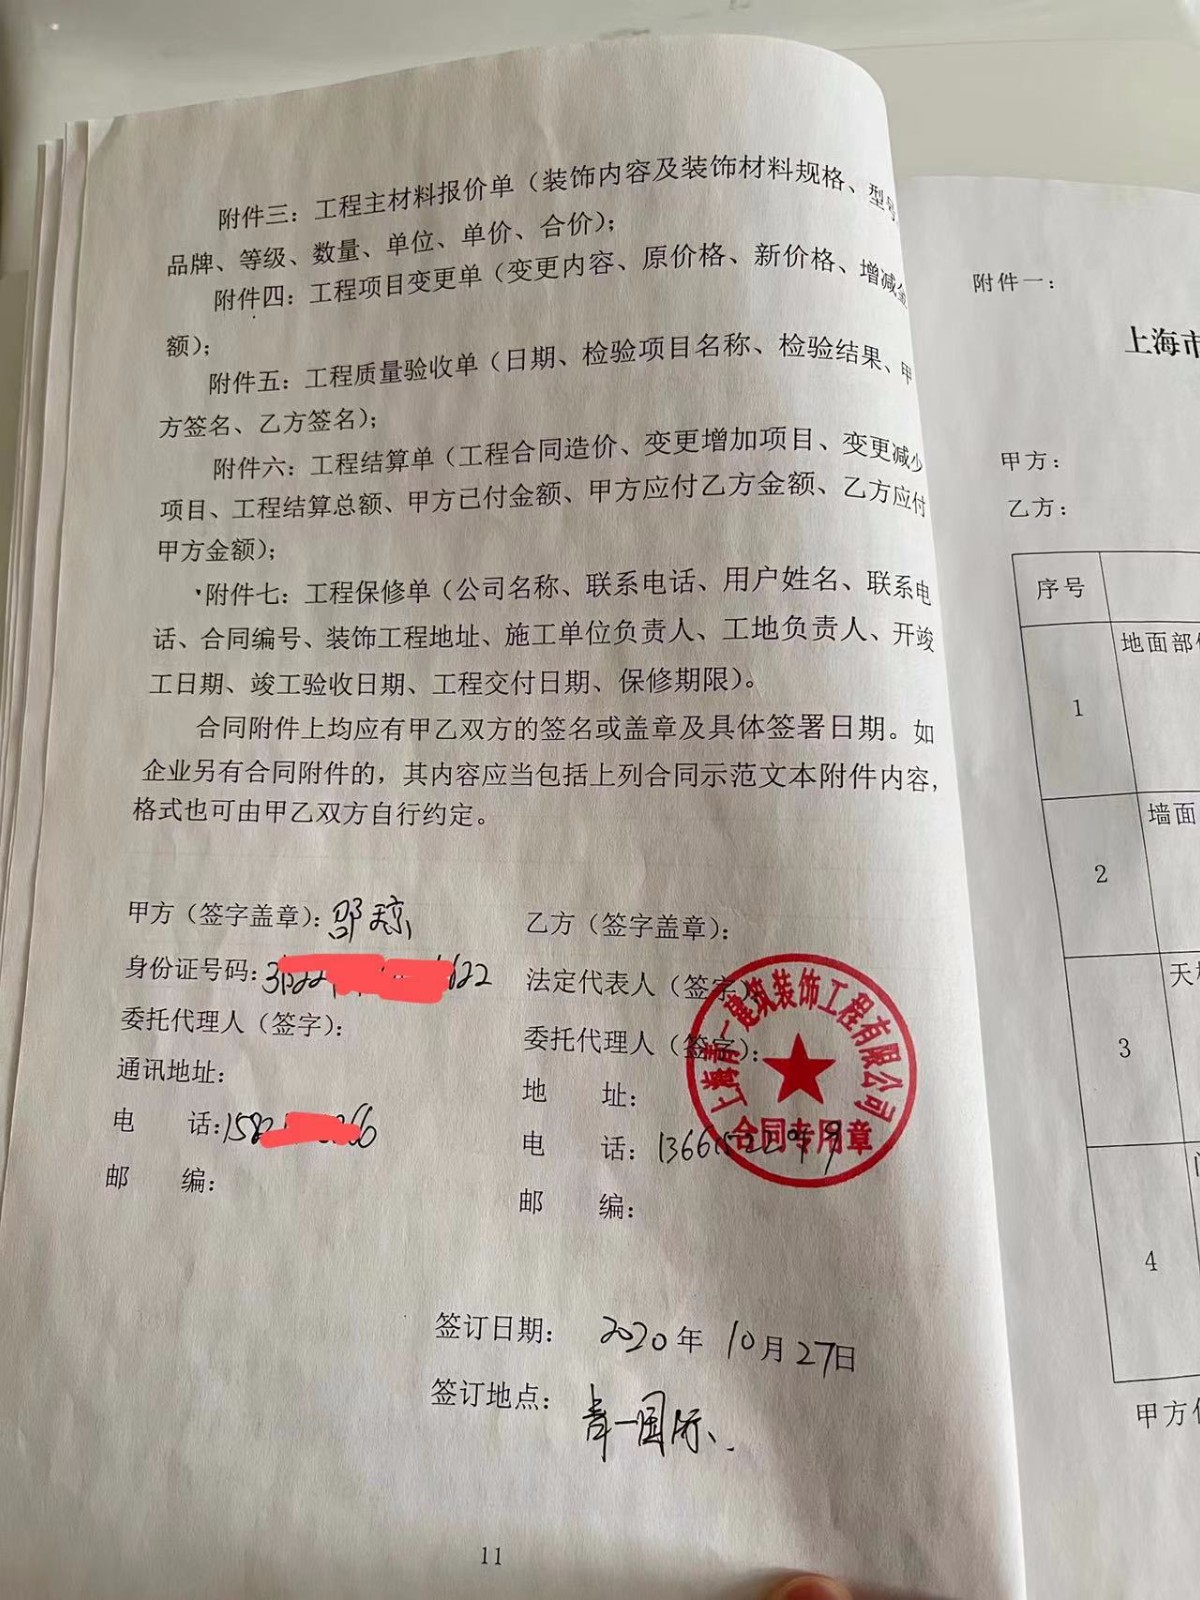 附件三：工程主材料报价单（装饰内容及装饰材料规格、型号、
品牌、等级、数量、单位、单价、合价）；
附件四：工程项目变更单（变更内容、原价格、新价格、增减金
额）；
附件五：工程质量验收单（日期、检验项目名称、检验结果、甲
方签名、乙方签名）；
附件六：工程结算单（工程合同造价、变更增加项目、变更减少
项目、工程结算总额、甲方已付金额、甲方应付乙方金额、乙方应付
甲方金额）；
附件七：工程保修单（公司名称、联系电话、用户姓名、联系电
话、合同编号、装饰工程地址、施工单位负责人、工地负责人、开竣
工日期、竣工验收日期、工程交付日期、保修期限）。
合同附件上均应有甲乙双方的签名或盖章及具体签署日期。如
企业另有合同附件的，其内容应当包括上列合同示范文本附件内容，
格式也可由甲乙双方自行约定。
甲方（签字盖章）：邵琼
身份证号码：
委托代理人（签字）：
通讯地址：
电 话：
邮 编：
乙方（签字盖章）：
法定代表人（签字）：
委托代理人（签字）：
地 址：
电 话：
邮 编：
上海青一建筑装饰工程有限公司
合同专用章
签订日期： 2020年10月27日
签订地点： 青一国际
11
附件一：
上海市
甲方：
乙方：
序号
1
地面部
2
墙面
3
天
4
甲方